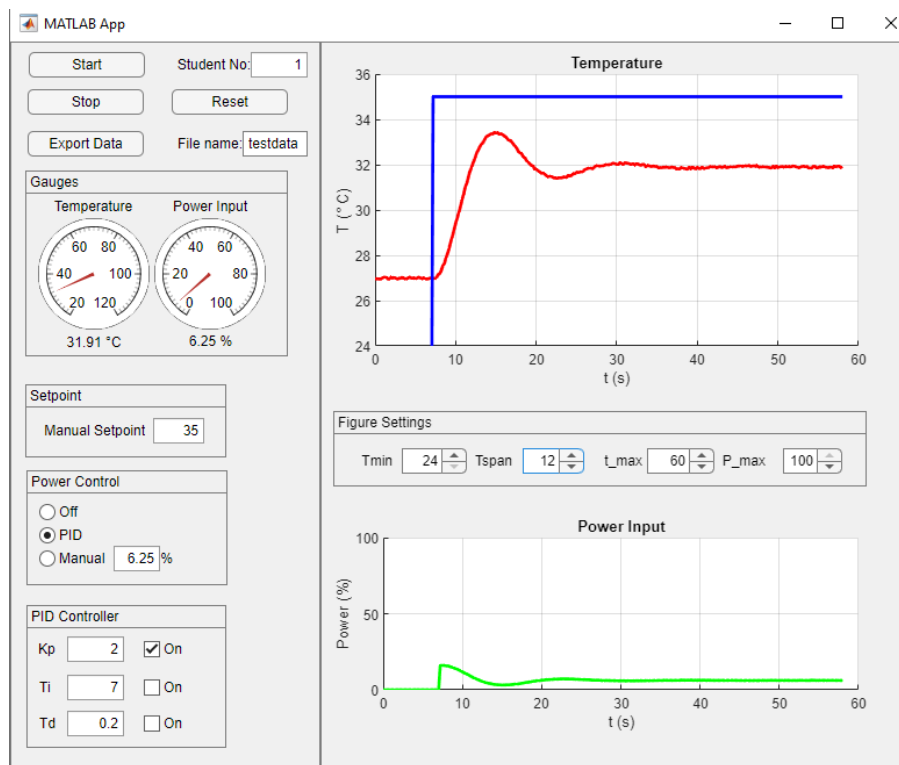 MATLAB App
Start Student No: 1
Stop Reset
Export Data File name: testdata
Gauges
Temperature Power Input
60 80
40 100
20 120
40 60
20 80
0 100
31.91 °C 6.25 %
Setpoint
Manual Setpoint 35
Power Control
Off
PID
Manual 6.25 %
PID Controller
Kp 2 On
Ti 7 On
Td 0.2 On
Temperature
36
34
32
30
28
26
24
T (°C)
0 10 20 30 40 50 60
t (s)
Figure Settings
Tmin 24 Tspan 12 t_max 60 P_max 100
Power Input
100
50
0
Power (%)
0 10 20 30 40 50 60
t (s)